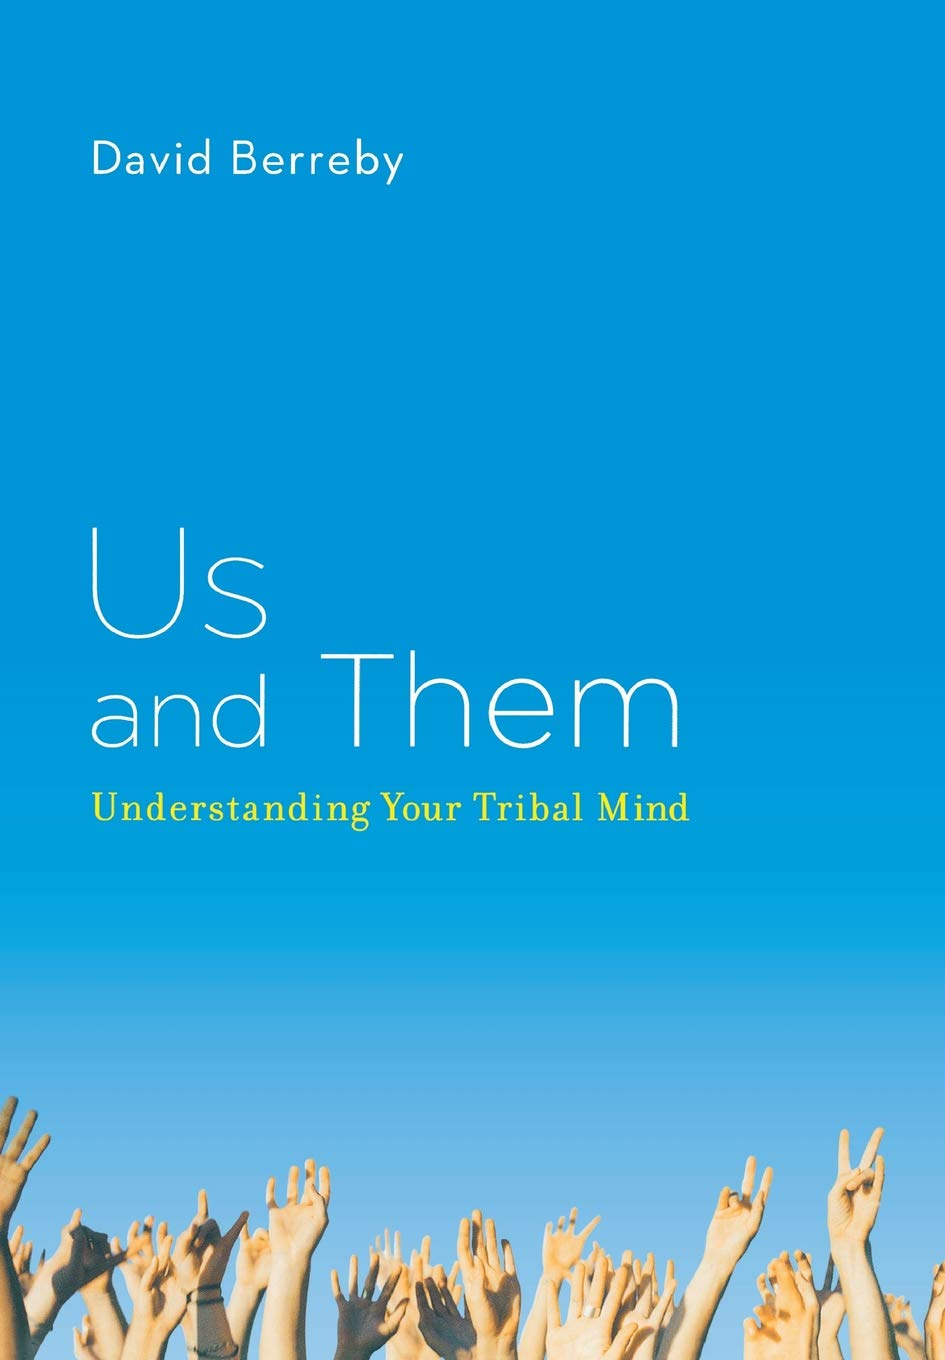 David Berreby
Us
and Them
Understanding Your Tribal Mind